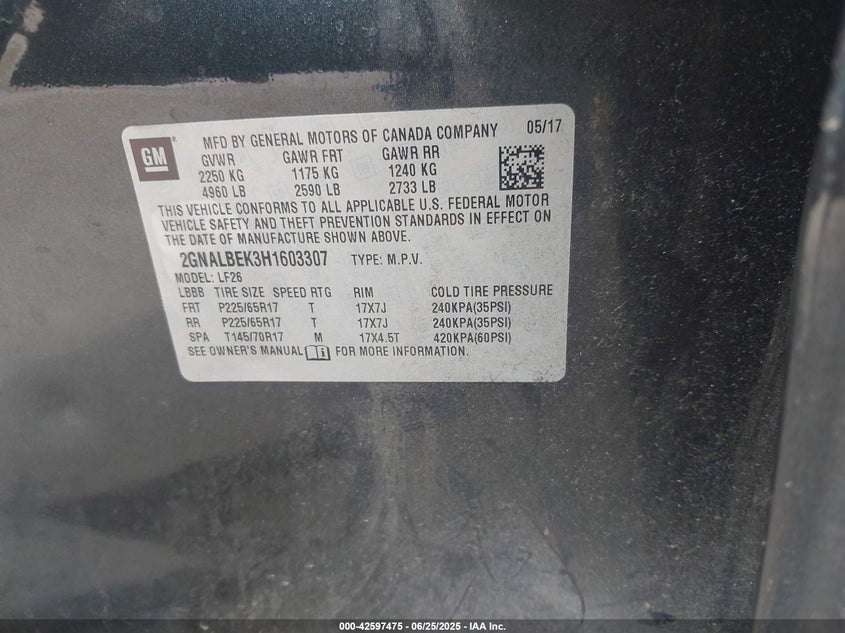 GM
MFD BY GENERAL MOTORS OF CANADA COMPANY 05/17
GVWR GAWR FRT GAWR RR
2250 KG 1175 KG 1240 KG
4960 LB 2590 LB 2733 LB
THIS VEHICLE CONFORMS TO ALL APPLICABLE U.S. FEDERAL MOTOR
VEHICLE SAFETY AND THEFT PREVENTION STANDARDS IN EFFECT ON
THE DATE OF MANUFACTURE SHOWN ABOVE.
2GNALBEK3H1603307 TYPE: M.P.V.
MODEL: LF26
LBBB TIRE SIZE SPEED RTG RIM COLD TIRE PRESSURE
FRT P225/65R17 T 17X7J 240KPA(35PSI)
RR P225/65R17 T 17X7J 240KPA(35PSI)
SPA T145/70R17 M 17X4.5T 420KPA(60PSI)
SEE OWNER'S MANUAL FOR MORE INFORMATION.
000-42597475 - 06/25/2025 - IAA Inc.